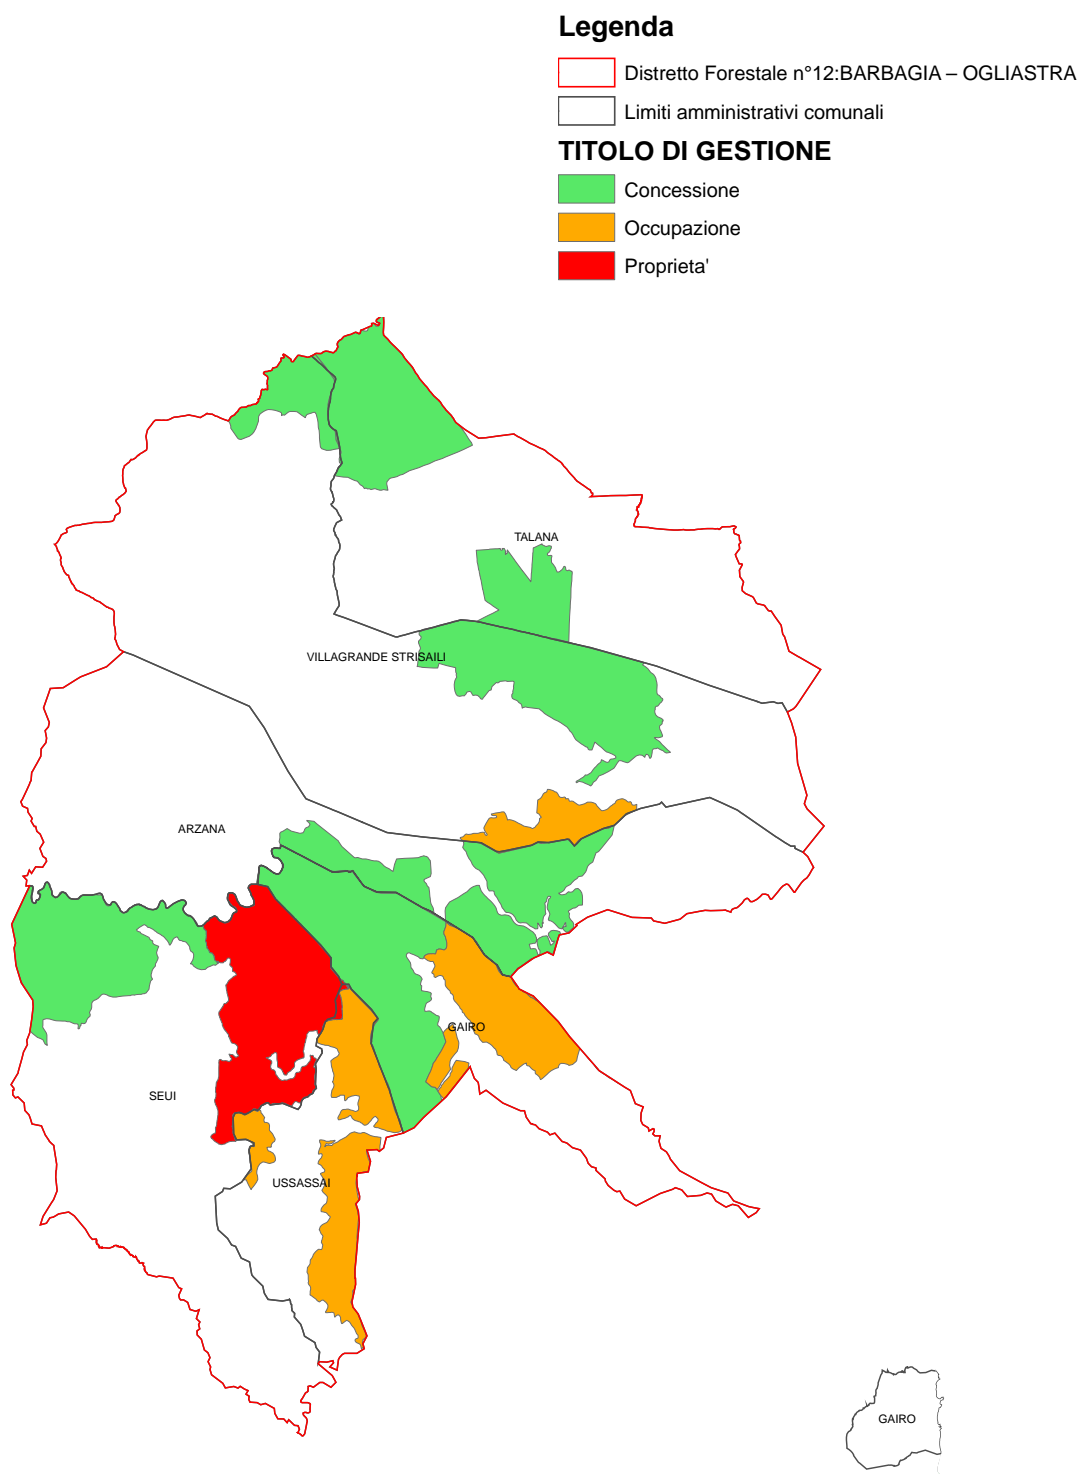 Legenda
Distretto Forestale n°12:BARBAGIA – OGLIASTRA
Limiti amministrativi comunali
TITOLO DI GESTIONE
Concessione
Occupazione
Proprieta'
TALANA
VILLAGRANDE STRISAILI
ARZANA
GAIRO
SEUI
USSASSAI
GAIRO